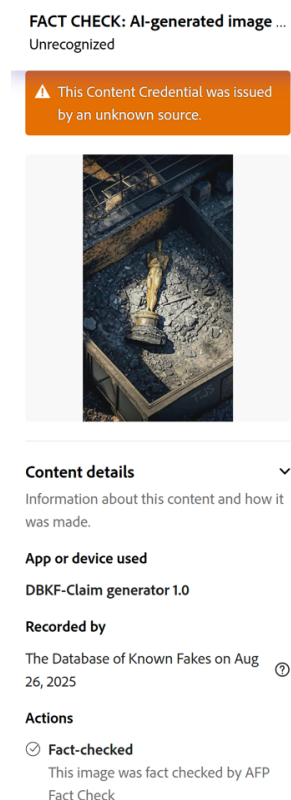 FACT CHECK: AI-generated image ...
Unrecognized
This Content Credential was issued
by an unknown source.
Content details
Information about this content and how it
was made.
App or device used
DBKF-Claim generator 1.0
Recorded by
The Database of Known Fakes on Aug
26, 2025
Actions
Fact-checked
This image was fact checked by AFP
Fact Check